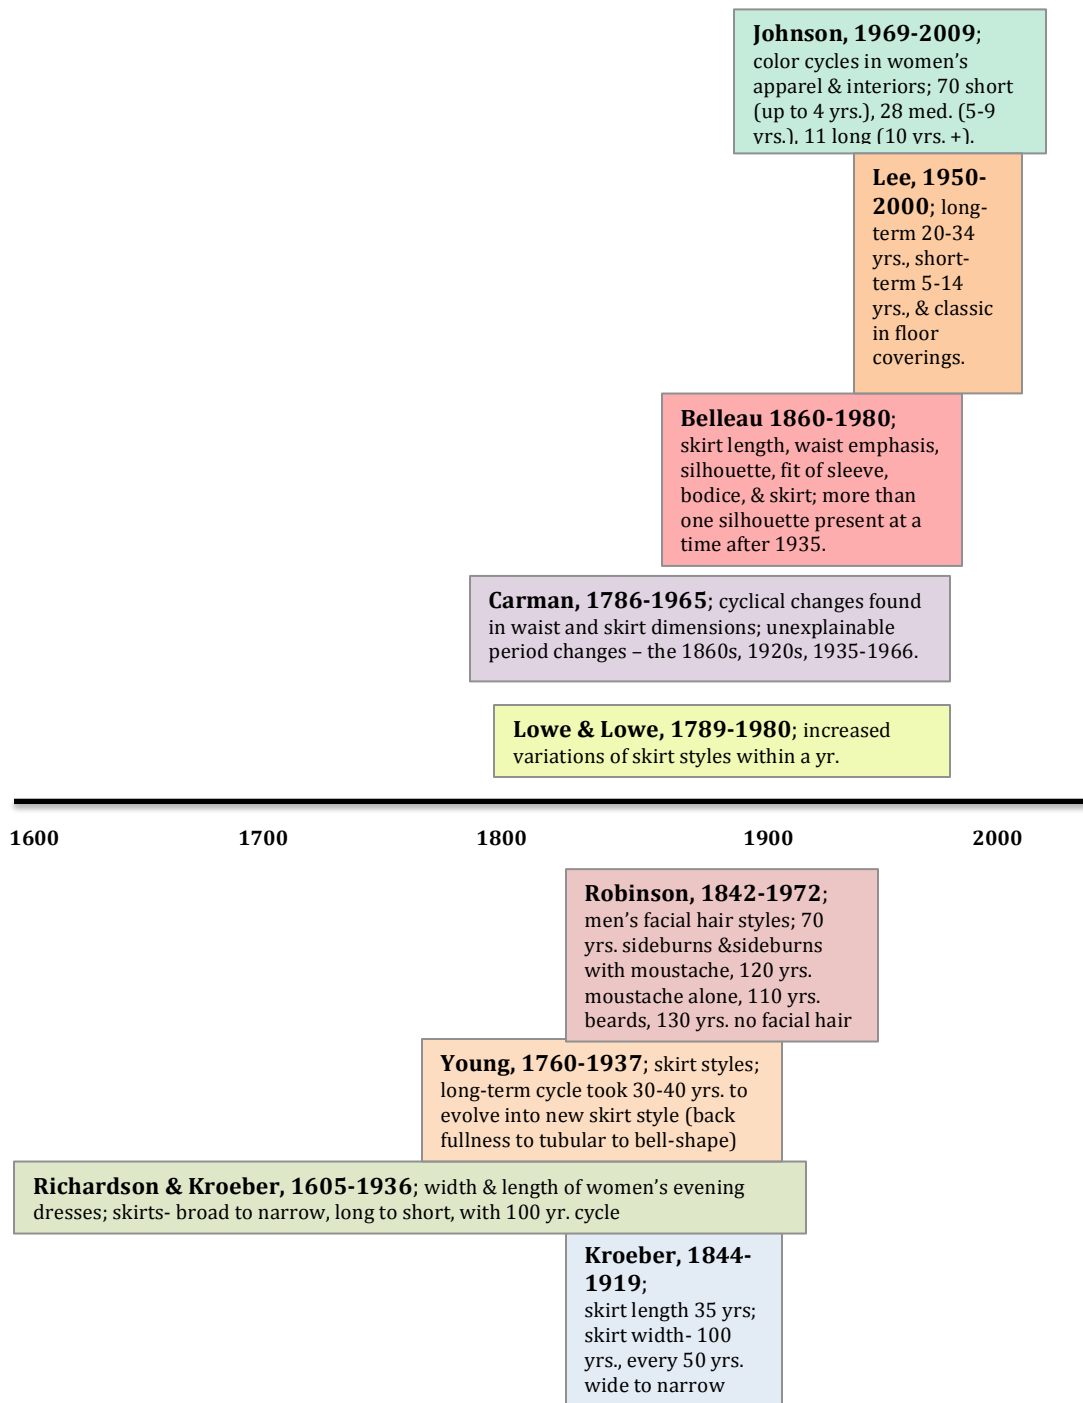 Johnson, 1969-2009;
color cycles in women’s
apparel & interiors; 70 short
(up to 4 yrs.), 28 med. (5-9
yrs.), 11 long (10 yrs. +).
Lee, 1950-
2000; long-
term 20-34
yrs., short-
term 5-14
yrs., & classic
in floor
coverings.
Belleau 1860-1980;
skirt length, waist emphasis,
silhouette, fit of sleeve,
bodice, & skirt; more than
one silhouette present at a
time after 1935.
Carman, 1786-1965; cyclical changes found
in waist and skirt dimensions; unexplainable
period changes – the 1860s, 1920s, 1935-1966.
Lowe & Lowe, 1789-1980; increased
variations of skirt styles within a yr.
1600 1700 1800 1900 2000
Robinson, 1842-1972;
men’s facial hair styles; 70
yrs. sideburns &sideburns
with moustache, 120 yrs.
moustache alone, 110 yrs.
beards, 130 yrs. no facial hair
Young, 1760-1937; skirt styles;
long-term cycle took 30-40 yrs. to
evolve into new skirt style (back
fullness to tubular to bell-shape)
Richardson & Kroeber, 1605-1936; width & length of women’s evening
dresses; skirts- broad to narrow, long to short, with 100 yr. cycle
Kroeber, 1844-
1919;
skirt length 35 yrs;
skirt width- 100
yrs., every 50 yrs.
wide to narrow